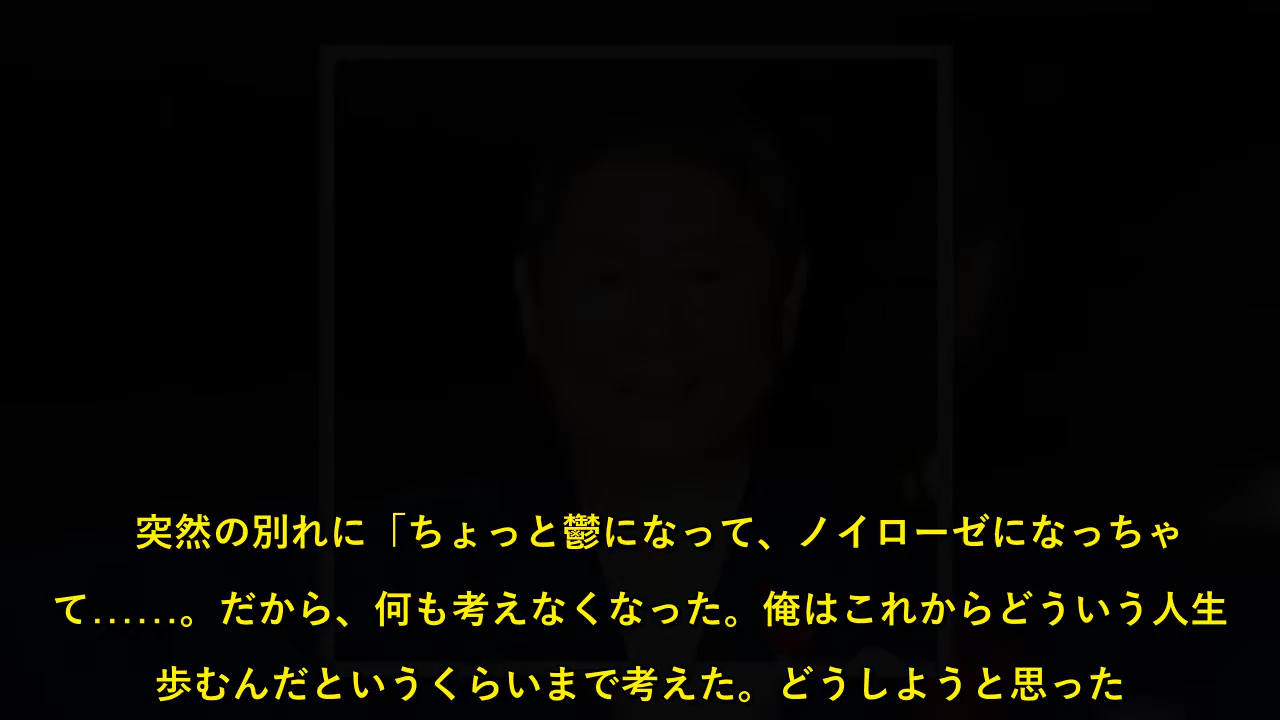 突然の別れに「ちょっと鬱になって、ノイローゼになっちゃ
て……。だから、何も考えなくなった。俺はこれからどういう人生
歩むんだというくらいまで考えた。どうしようと思った